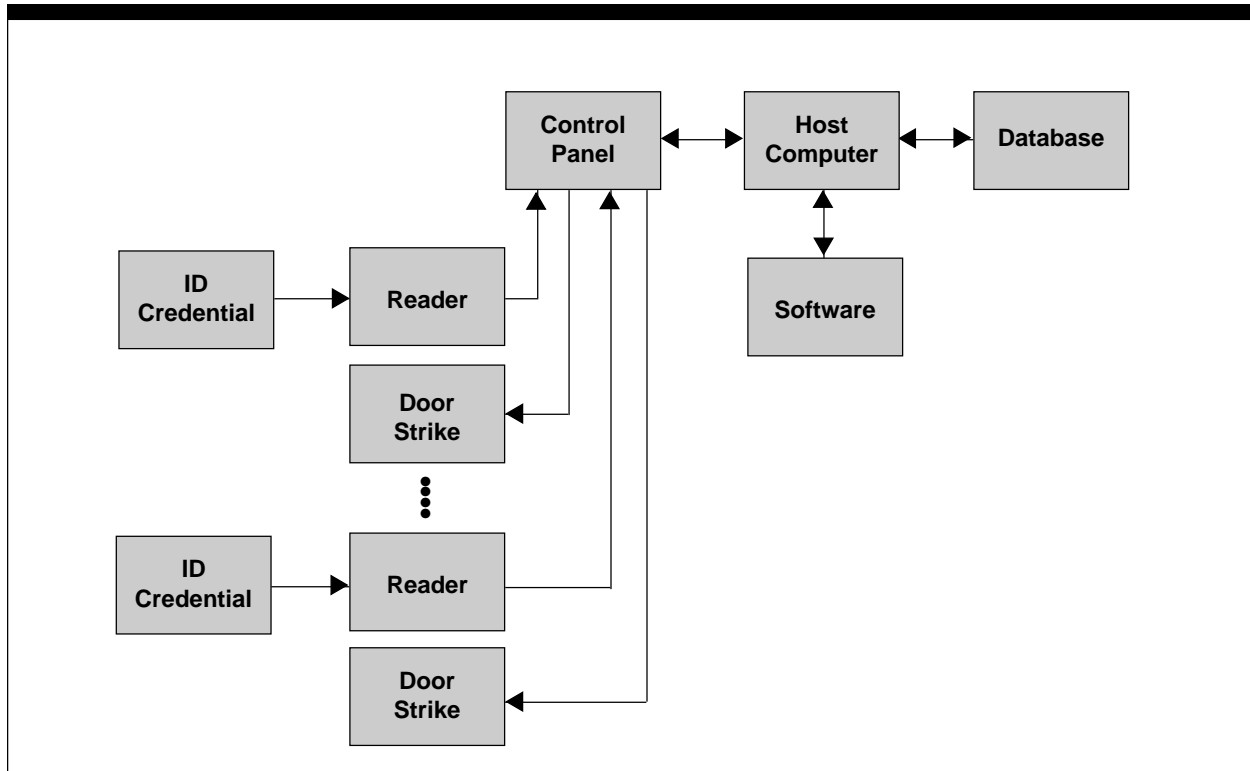 Control
Panel
Host
Computer
Database
ID
Credential
Reader
Software
Door
Strike
ID
Credential
Reader
Door
Strike